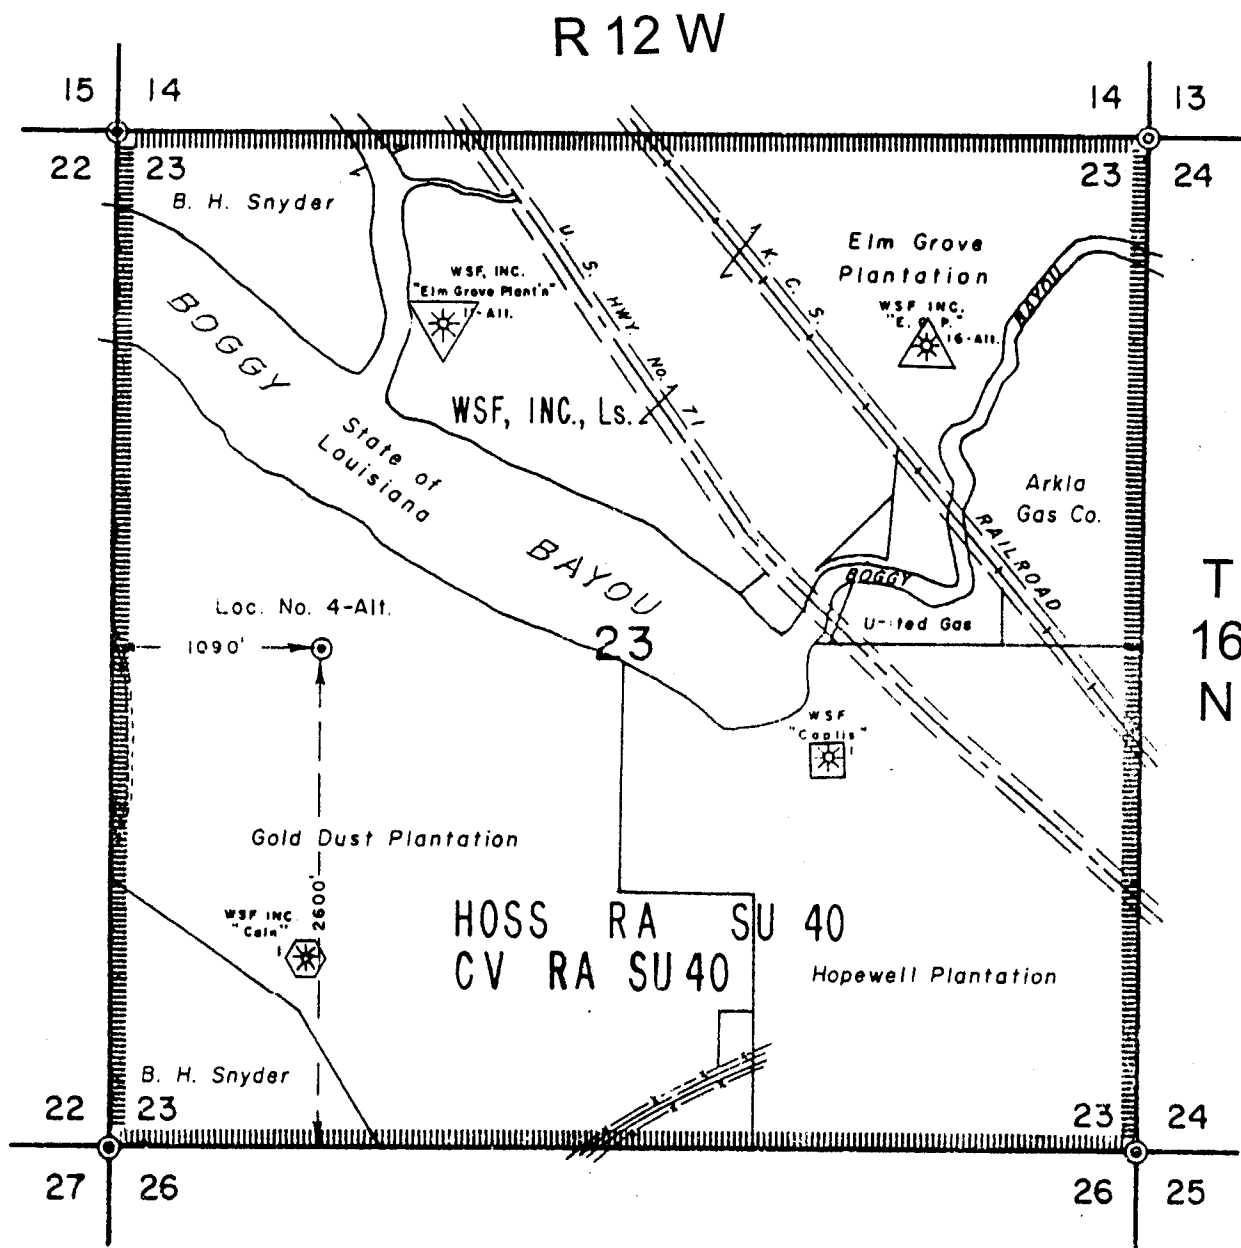 R 12 W
15 14
14 13
22 23
23 24
B. H. Snyder
Elm Grove
Plantation
WSF, INC.
"Elm Grove Plant'n"
11-Alt.
WSF INC.
"E. G. P."
16-Alt.
U. S. HWY. No. 71
K. C. S. RAILROAD
BAYOU
BOGGY BAYOU
State of
Louisiana
WSF, INC., Ls.
Arkla
Gas Co.
BOGGY
United Gas
T
16
N
Loc. No. 4-Alt.
1090'
23
WSF
"Caplis"
1
Gold Dust Plantation
2600'
WSF INC.
1
HOSS RA SU 40
CV RA SU 40
Hopewell Plantation
B. H. Snyder
22 23
23 24
27 26
26 25